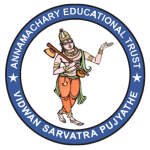 ANNAMACHARY EDUCATIONAL TRUST
VIDWAN SARVATRA PUJYATHE